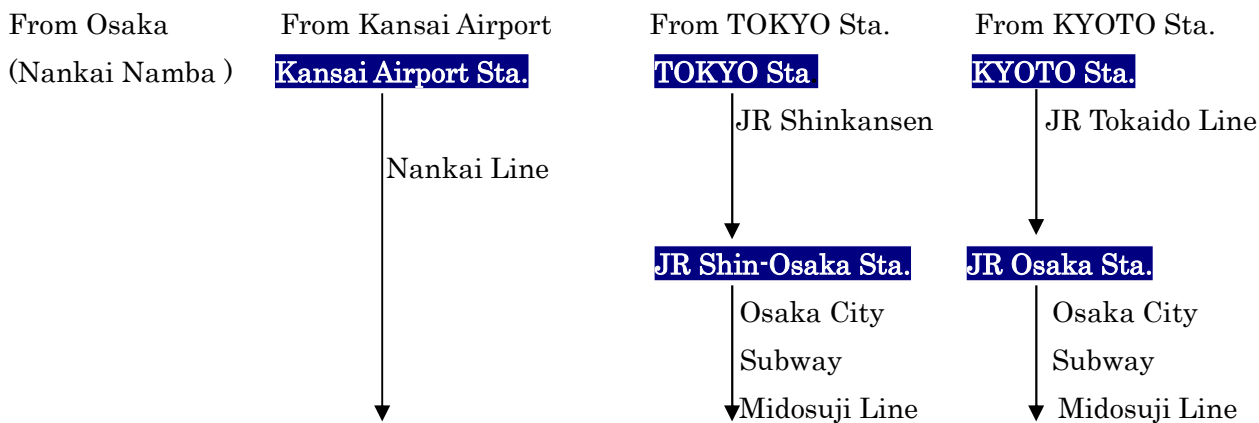 From Osaka From Kansai Airport From TOKYO Sta. From KYOTO Sta.
(Nankai Namba ) Kansai Airport Sta. TOKYO Sta. KYOTO Sta.
JR Shinkansen JR Tokaido Line
Nankai Line
JR Shin-Osaka Sta. JR Osaka Sta.
Osaka City Osaka City
Subway Subway
Midosuji Line Midosuji Line